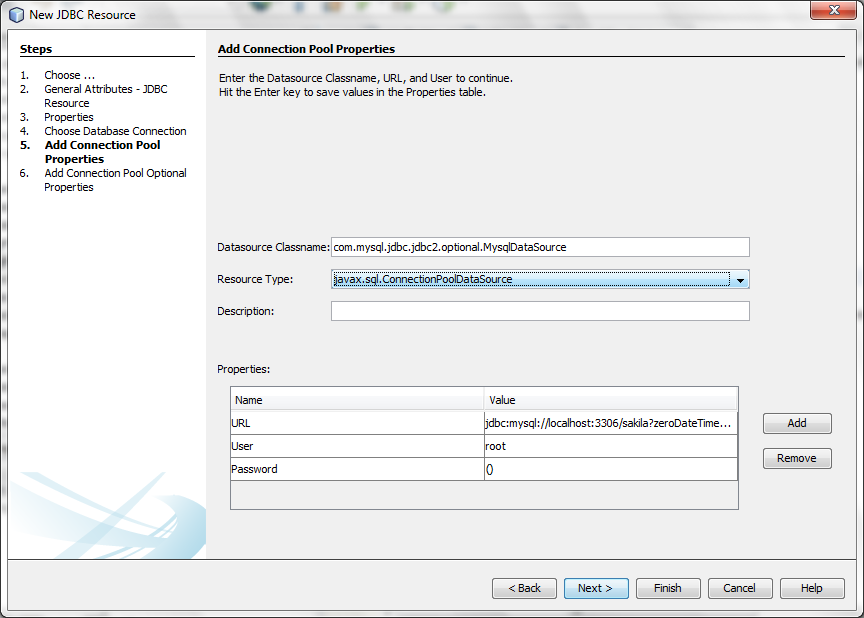 New JDBC Resource
Steps
1. Choose ...
2. General Attributes - JDBC
Resource
3. Properties
4. Choose Database Connection
5. Add Connection Pool
Properties
6. Add Connection Pool Optional
Properties
Add Connection Pool Properties
Enter the Datasource Classname, URL, and User to continue.
Hit the Enter key to save values in the Properties table.
Datasource Classname: com.mysql.jdbc.jdbc2.optional.MysqlDataSource
Resource Type: javax.sql.ConnectionPoolDataSource
Description:
Properties:
Name Value
URL jdbc:mysql://localhost:3306/sakila?zeroDateTime...
User root
Password ()
Add
Remove
< Back Next > Finish Cancel Help